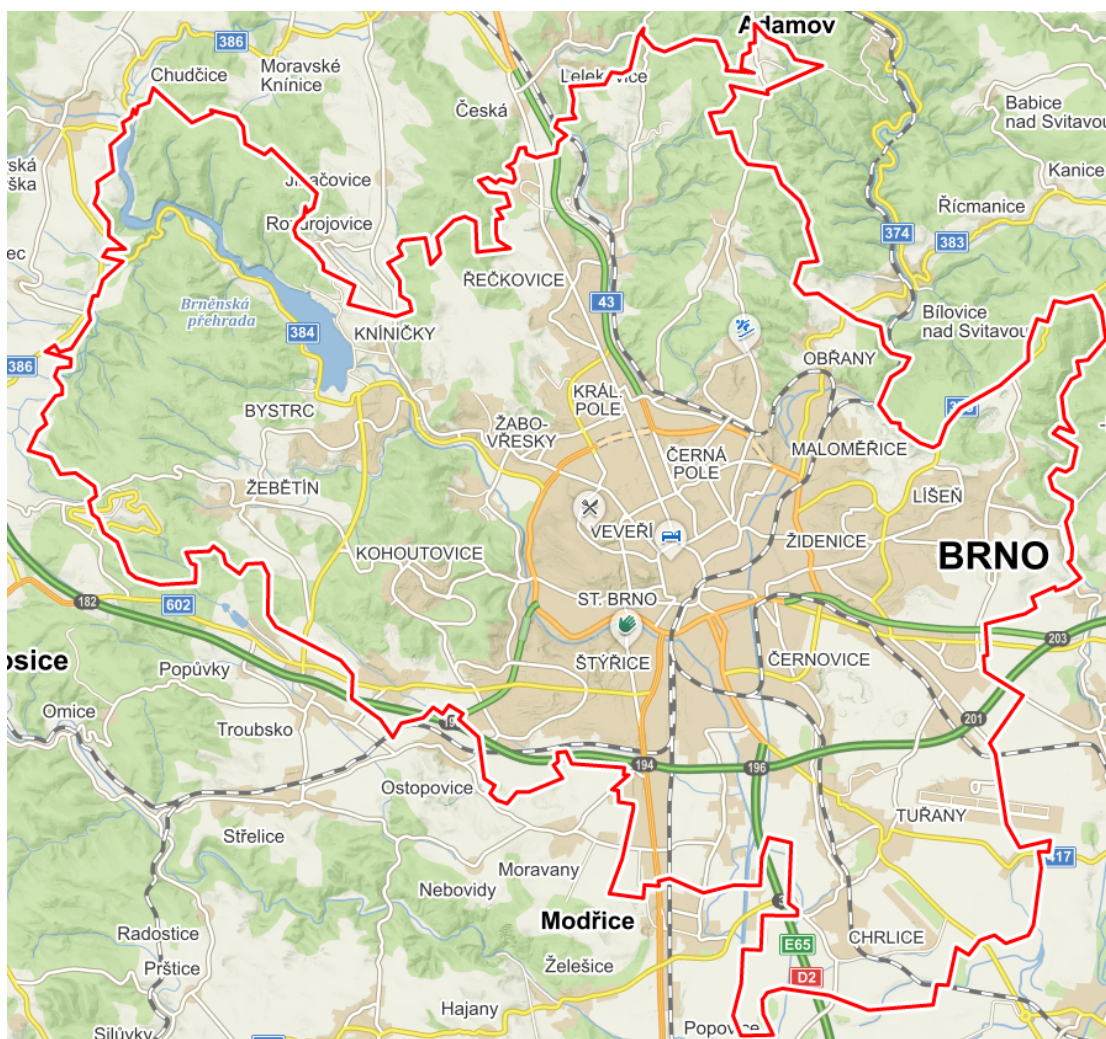 Adamov
386
Moravské
Knínice
Chudčice
Lelekovice
Česká
Babice
nad Svitavou
Kanice
Jinačovice
Rozdrojovice
Řícmanice
374
383
ŘEČKOVICE
Brněnská
přehrada
43
384
KNÍNIČKY
Bílovice
nad Svitavou
386
OBŘANY
KRÁL.
POLE
BYSTRC
ŽABO-
VŘESKY
ČERNÁ
POLE
MALOMĚŘICE
ŽEBĚTÍN
LÍŠEŇ
VEVEŘÍ
ŽIDENICE
KOHOUTOVICE
BRNO
182
602
ST. BRNO
203
Popůvky
ŠTÝŘICE
ČERNOVICE
Omice
Troubsko
201
194
196
Ostopovice
TUŘANY
Střelice
417
Moravany
Nebovidy
Modřice
Radostice
E65
CHRLICE
Prštice
Želešice
D2
Hajany
Popovice
Silůvky